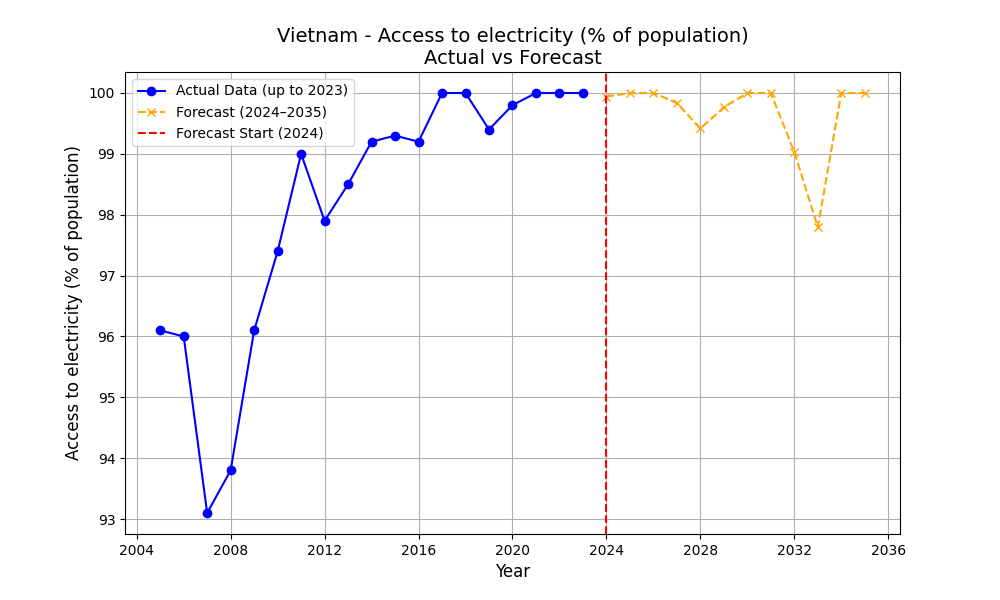 Vietnam - Access to electricity (% of population)
Actual vs Forecast
Actual Data (up to 2023)
Forecast (2024–2035)
Forecast Start (2024)
Access to electricity (% of population)
100
99
98
97
96
95
94
93
2004 2008 2012 2016 2020 2024 2028 2032 2036
Year